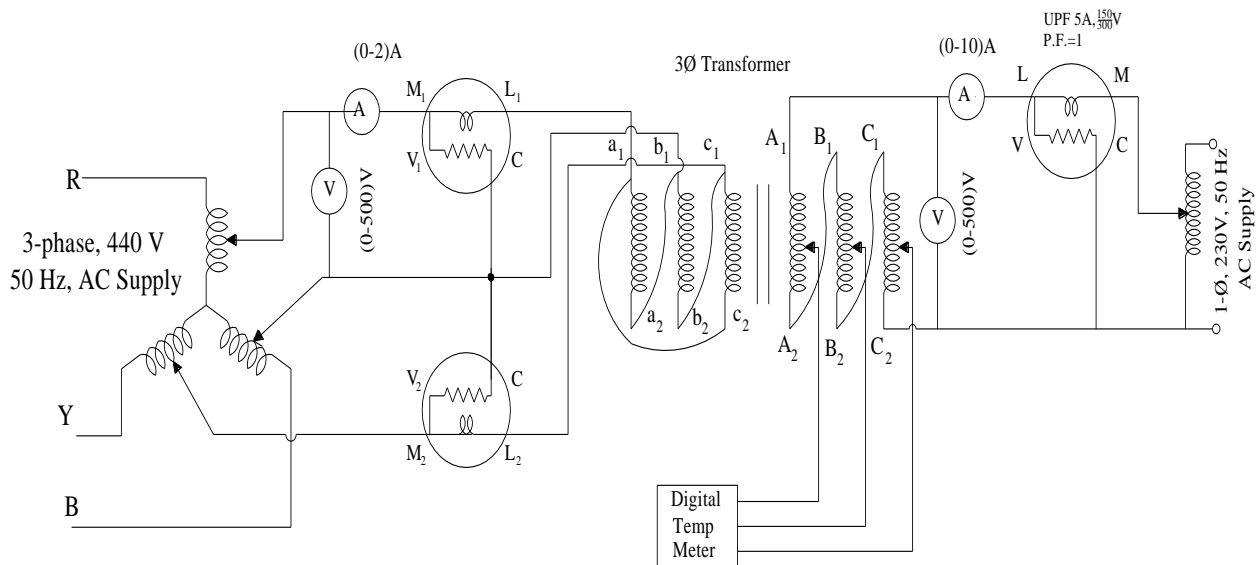 UPF 5A, 150/300V
P.F.=1
(0-2)A
3Ø Transformer
(0-10)A
M₁ L₁
A
V₁ C
V
(0-500)V
a₁ b₁ c₁
a₂ b₂ c₂
A₁ B₁ C₁
A₂ B₂ C₂
A
L M
V C
V
(0-500)V
1-Ø, 230V, 50 Hz
AC Supply
R
3-phase, 440 V
50 Hz, AC Supply
Y
B
V₂ C
M₂ L₂
Digital
Temp
Meter